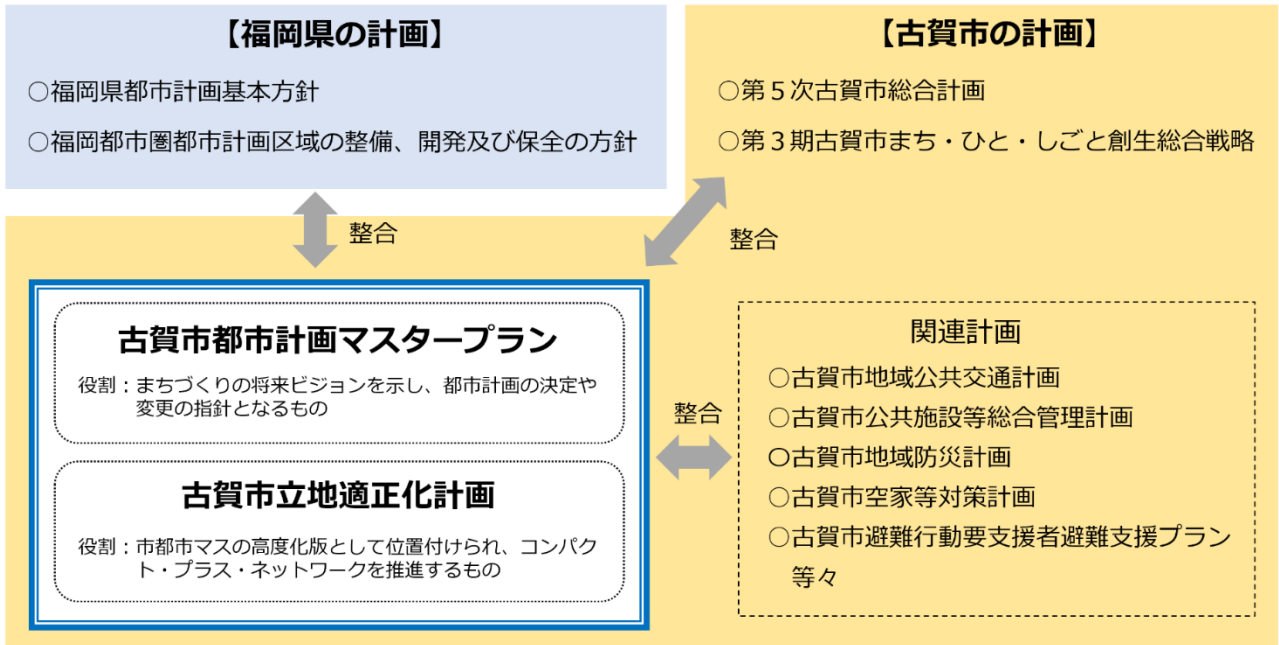 【福岡県の計画】
○福岡県都市計画基本方針
○福岡都市圏都市計画区域の整備、開発及び保全の方針
【古賀市の計画】
○第５次古賀市総合計画
○第３期古賀市まち・ひと・しごと創生総合戦略
整合
整合
古賀市都市計画マスタープラン
役割：まちづくりの将来ビジョンを示し、都市計画の決定や
変更の指針となるもの
古賀市立地適正化計画
役割：市都市マスの高度化版として位置付けられ、コンパク
ト・プラス・ネットワークを推進するもの
整合
関連計画
○古賀市地域公共交通計画
○古賀市公共施設等総合管理計画
〇古賀市地域防災計画
○古賀市空家等対策計画
○古賀市避難行動要支援者避難支援プラン
等々